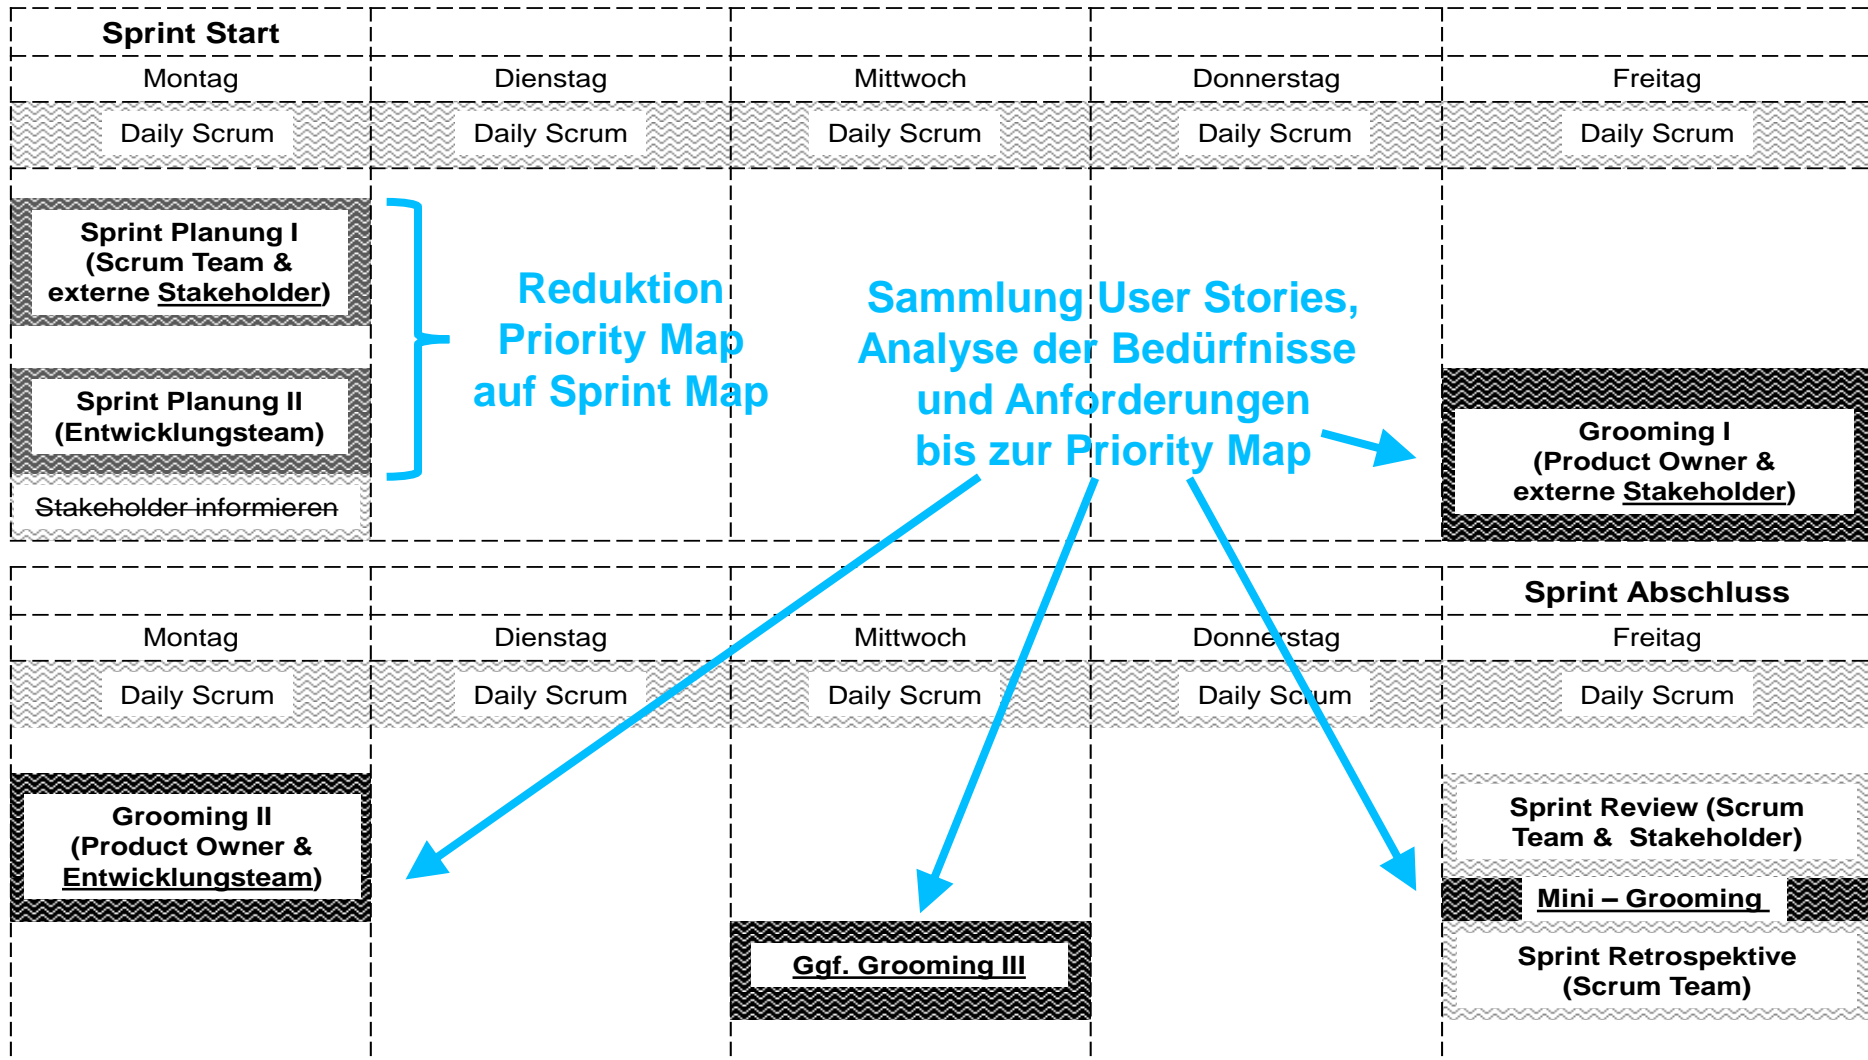 Sprint Start
Montag
Dienstag
Mittwoch
Donnerstag
Freitag
Daily Scrum
Daily Scrum
Daily Scrum
Daily Scrum
Daily Scrum
Sprint Planung I
(Scrum Team &
externe Stakeholder)
Sprint Planung II
(Entwicklungsteam)
Stakeholder informieren
Reduktion
Priority Map
auf Sprint Map
Sammlung User Stories,
Analyse der Bedürfnisse
und Anforderungen
bis zur Priority Map
Grooming I
(Product Owner &
externe Stakeholder)
Sprint Abschluss
Montag
Dienstag
Mittwoch
Donnerstag
Freitag
Daily Scrum
Daily Scrum
Daily Scrum
Daily Scrum
Daily Scrum
Grooming II
(Product Owner &
Entwicklungsteam)
Ggf. Grooming III
Sprint Review (Scrum
Team & Stakeholder)
Mini – Grooming
Sprint Retrospektive
(Scrum Team)